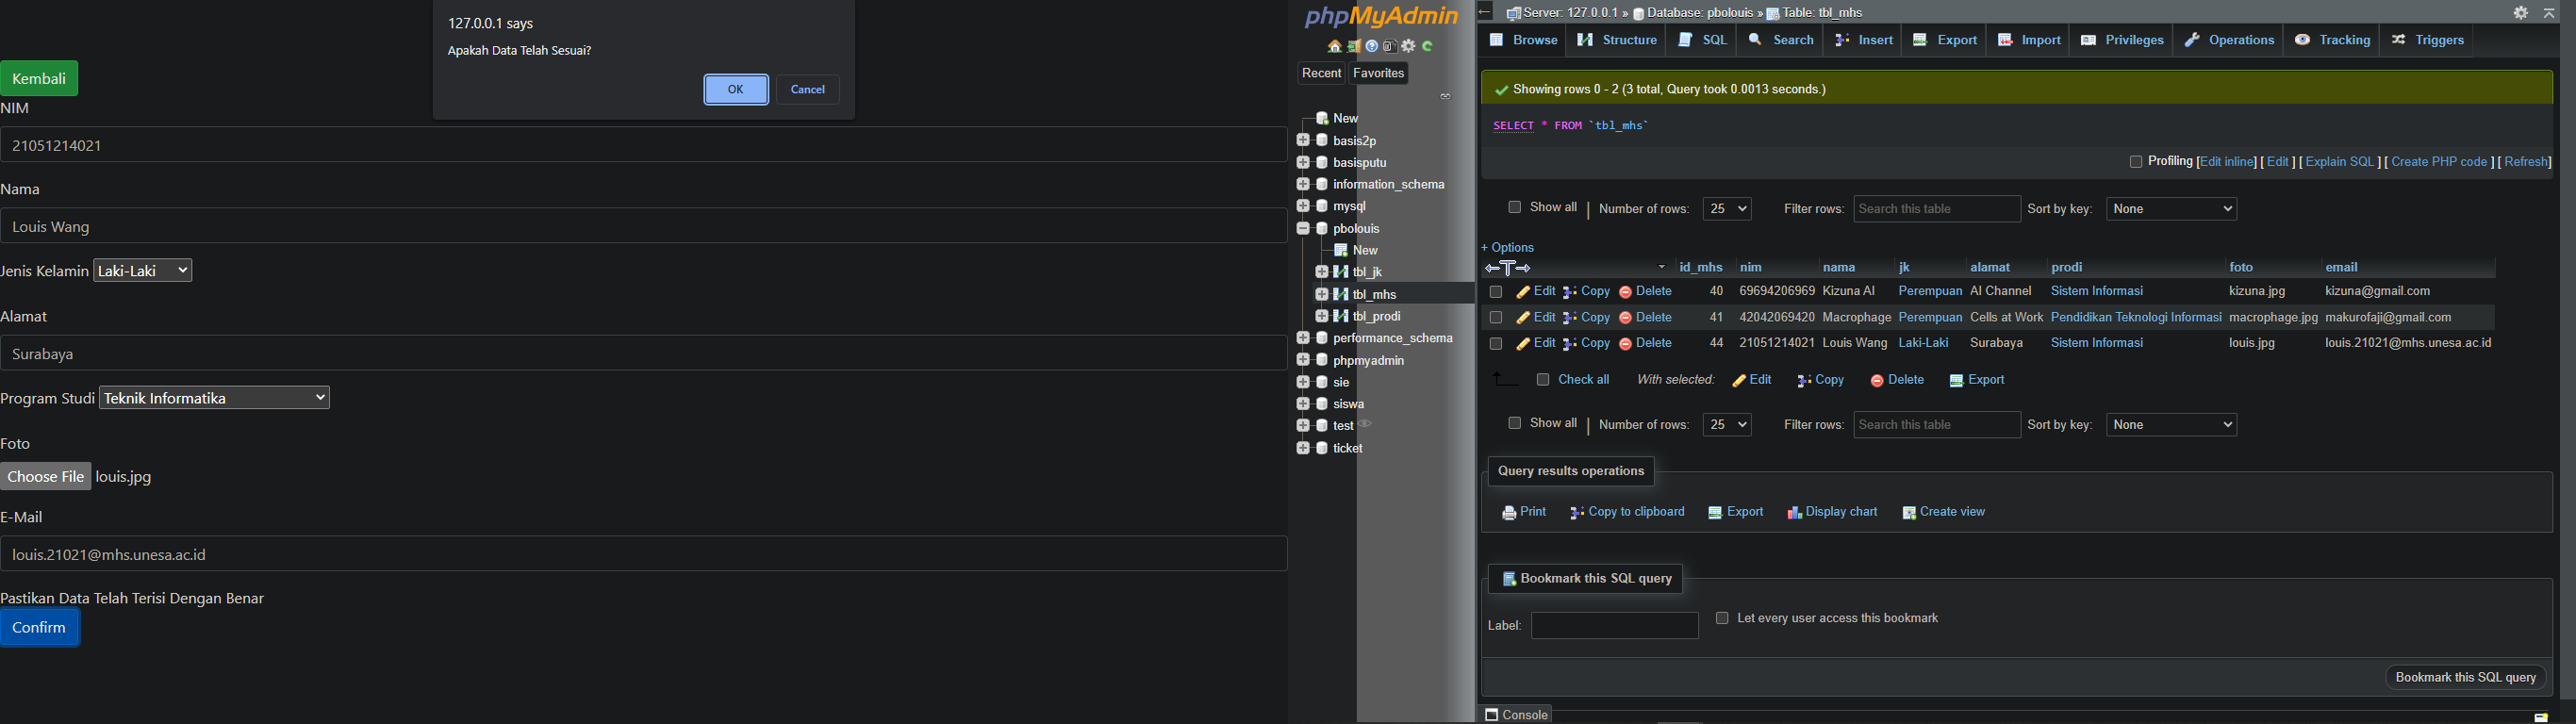 127.0.0.1 says
Apakah Data Telah Sesuai?
OK Cancel
Kembali
NIM
21051214021
Nama
Louis Wang
Jenis Kelamin Laki-Laki
Alamat
Surabaya
Program Studi Teknik Informatika
Foto
Choose File louis.jpg
E-Mail
louis.21021@mhs.unesa.ac.id
Pastikan Data Telah Terisi Dengan Benar
Confirm
phpMyAdmin
Recent Favorites
New
basis2p
basisputu
information_schema
mysql
pbolouis
New
tbl_jk
tbl_mhs
tbl_prodi
performance_schema
phpmyadmin
sie
siswa
test
ticket
Server: 127.0.0.1 » Database: pbolouis » Table: tbl_mhs
Browse Structure SQL Search Insert Export Import Privileges Operations Tracking Triggers
Showing rows 0 - 2 (3 total, Query took 0.0013 seconds.)
SELECT * FROM `tbl_mhs`
Profiling [Edit inline] [ Edit ] [ Explain SQL ] [ Create PHP code ] [ Refresh]
Show all | Number of rows: 25 Filter rows: Search this table Sort by key: None
+ Options
id_mhs nim nama jk alamat prodi foto email
Edit Copy Delete 40 69694206969 Kizuna AI Perempuan AI Channel Sistem Informasi kizuna.jpg kizuna@gmail.com
Edit Copy Delete 41 42042069420 Macrophage Perempuan Cells at Work Pendidikan Teknologi Informasi macrophage.jpg makurofaji@gmail.com
Edit Copy Delete 44 21051214021 Louis Wang Laki-Laki Surabaya Sistem Informasi louis.jpg louis.21021@mhs.unesa.ac.id
Check all With selected: Edit Copy Delete Export
Show all | Number of rows: 25 Filter rows: Search this table Sort by key: None
Query results operations
Print Copy to clipboard Export Display chart Create view
Bookmark this SQL query
Label: Let every user access this bookmark
Bookmark this SQL query
Console